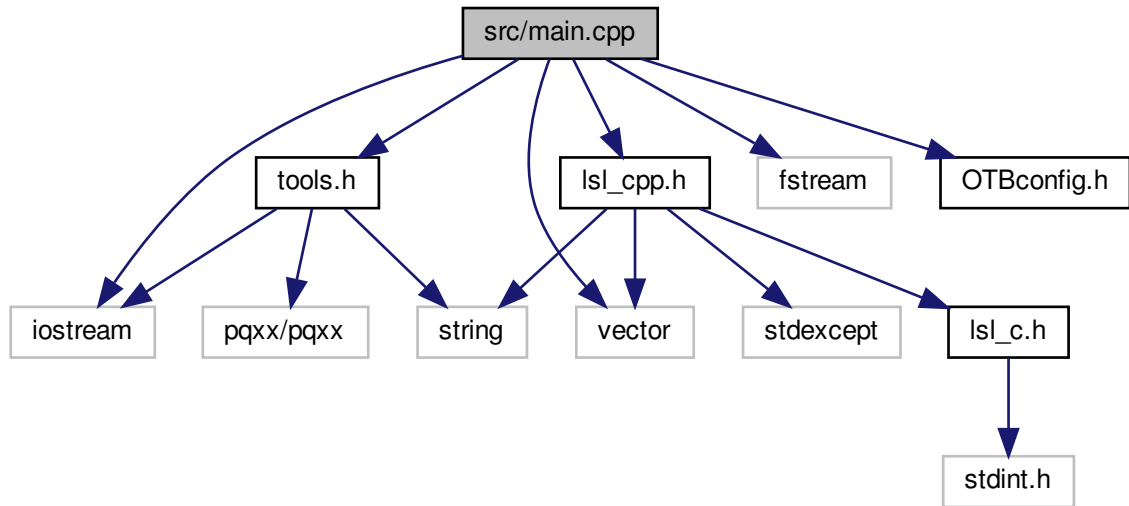 src/main.cpp
tools.h
lsl_cpp.h
fstream
OTBconfig.h
iostream
pqxx/pqxx
string
vector
stdexcept
lsl_c.h
stdint.h